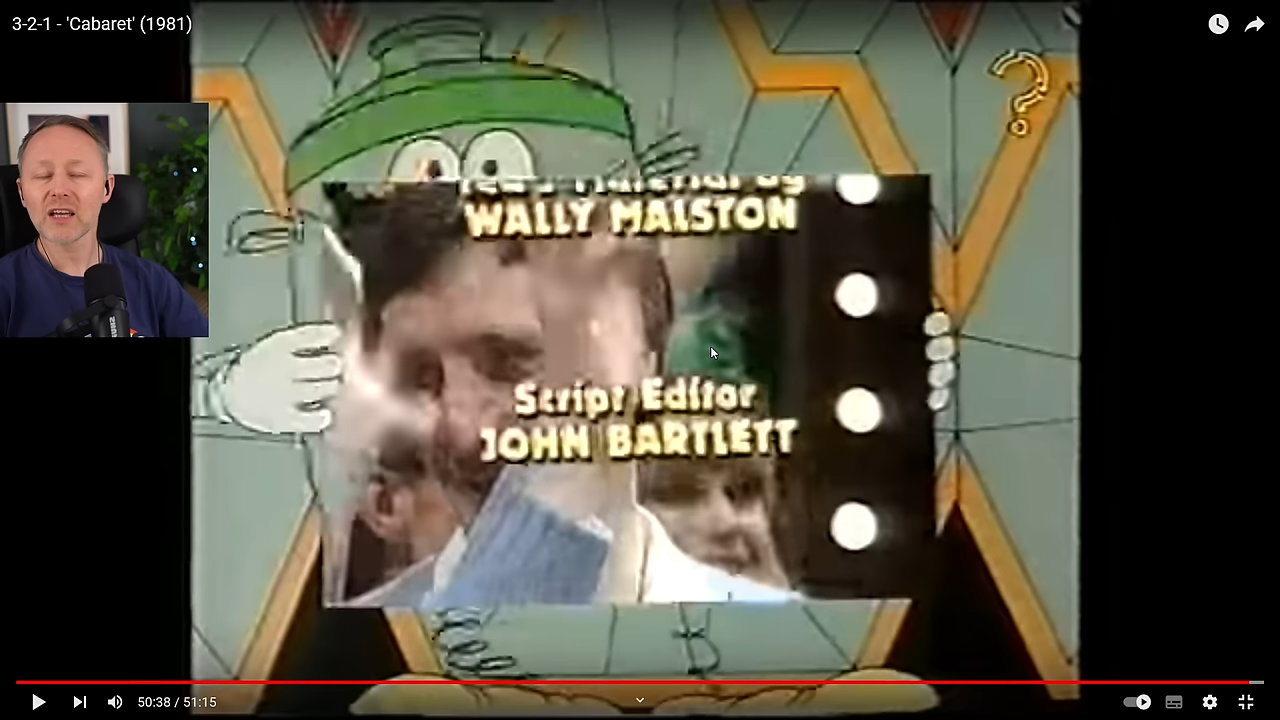 3-2-1 - 'Cabaret' (1981)
?
WALLY MALSTON
Script Editor
JOHN BARTLETT
50:38 / 51:15